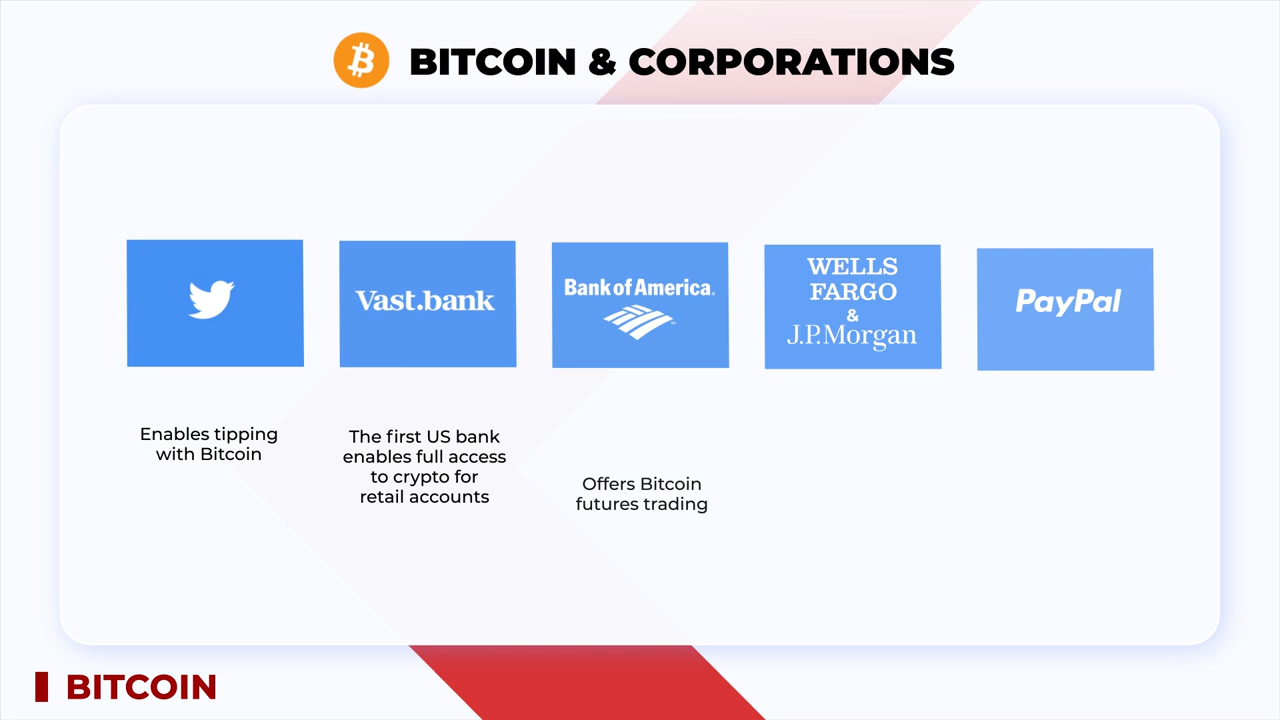 BITCOIN & CORPORATIONS
Vast.bank
Bank of America
WELLS
FARGO
&
J.P.Morgan
PayPal
Enables tipping
with Bitcoin
The first US bank
enables full access
to crypto for
retail accounts
Offers Bitcoin
futures trading
BITCOIN